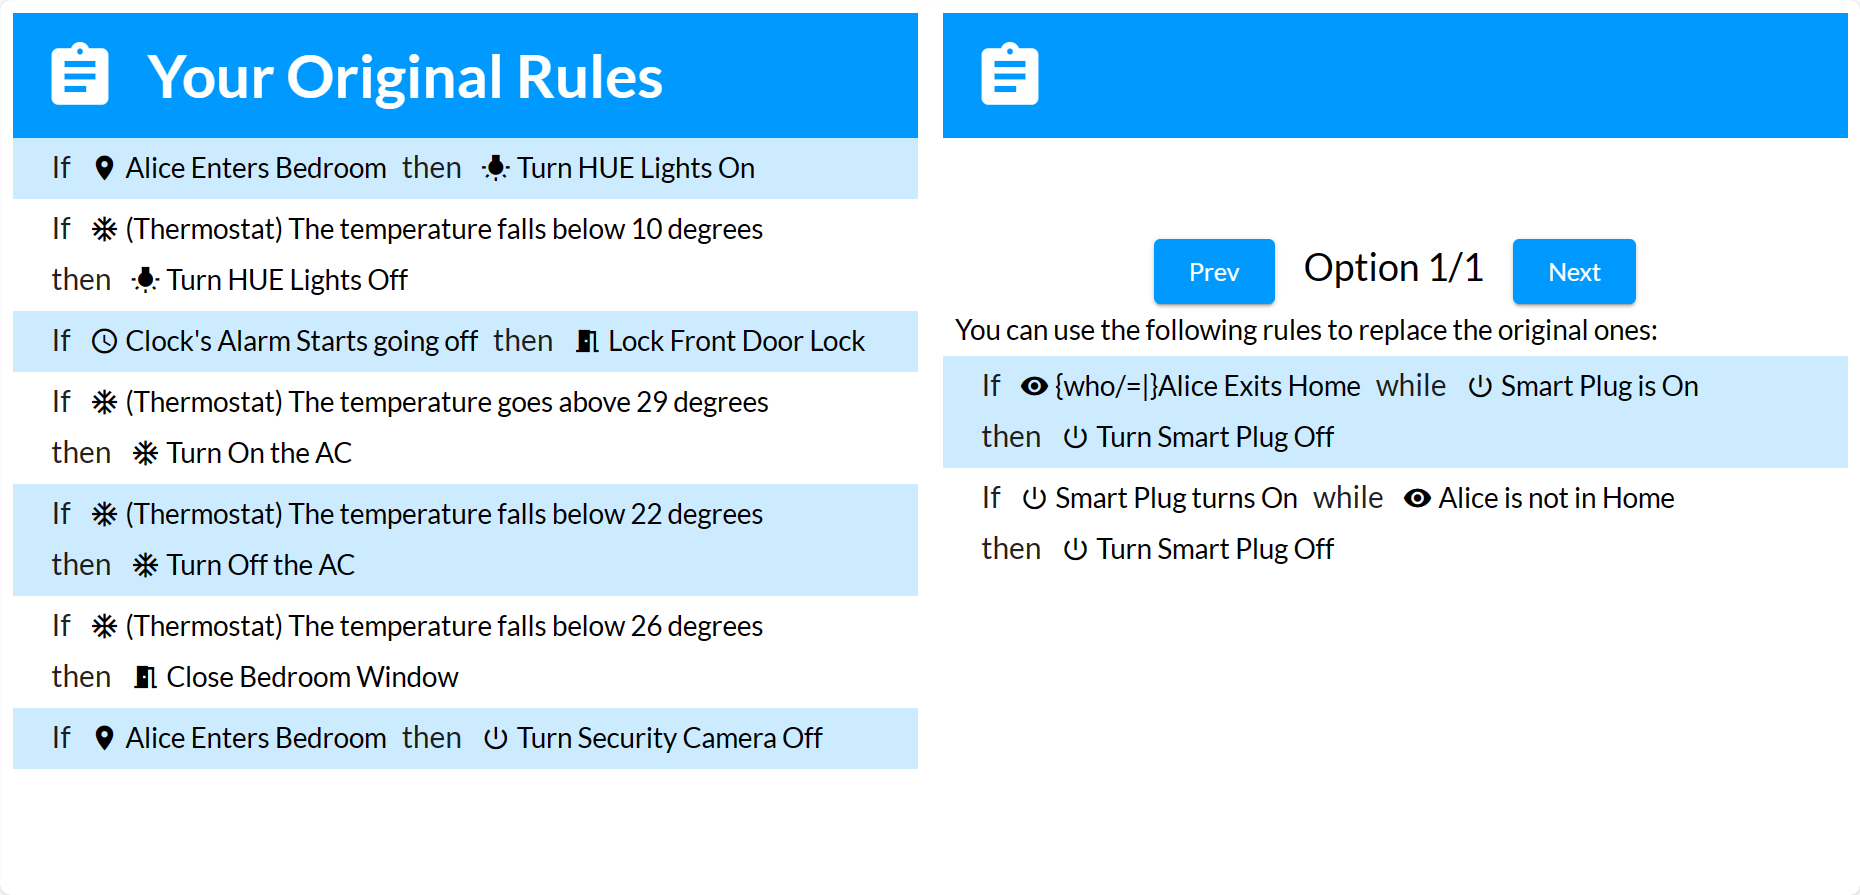 Your Original Rules
If Alice Enters Bedroom then Turn HUE Lights On
If (Thermostat) The temperature falls below 10 degrees
then Turn HUE Lights Off
If Clock's Alarm Starts going off then Lock Front Door Lock
If (Thermostat) The temperature goes above 29 degrees
then Turn On the AC
If (Thermostat) The temperature falls below 22 degrees
then Turn Off the AC
If (Thermostat) The temperature falls below 26 degrees
then Close Bedroom Window
If Alice Enters Bedroom then Turn Security Camera Off
Prev Option 1/1 Next
You can use the following rules to replace the original ones:
If {who/=|}Alice Exits Home while Smart Plug is On
then Turn Smart Plug Off
If Smart Plug turns On while Alice is not in Home
then Turn Smart Plug Off